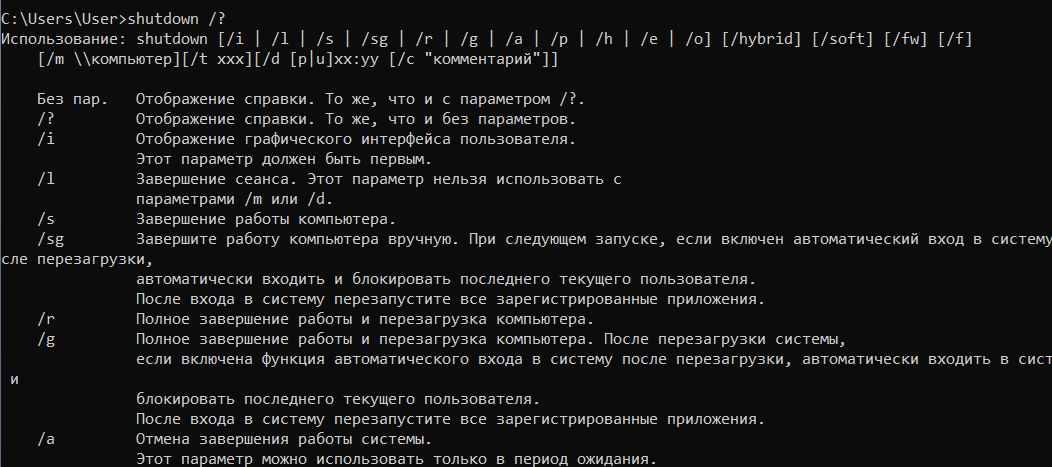 C:\Users\User>shutdown /?
Использование: shutdown [/i | /l | /s | /sg | /r | /g | /a | /p | /h | /e | /o] [/hybrid] [/soft] [/fw] [/f]
[/m \\компьютер][/t xxx][/d [p|u]xx:yy [/c "комментарий"]]
Без пар. Отображение справки. То же, что и с параметром /?.
/? Отображение справки. То же, что и без параметров.
/i Отображение графического интерфейса пользователя.
Этот параметр должен быть первым.
/l Завершение сеанса. Этот параметр нельзя использовать с
параметрами /m или /d.
/s Завершение работы компьютера.
/sg Завершите работу компьютера вручную. При следующем запуске, если включен автоматический вход в систему
сле перезагрузки,
автоматически входить и блокировать последнего текущего пользователя.
После входа в систему перезапустите все зарегистрированные приложения.
/r Полное завершение работы и перезагрузка компьютера.
/g Полное завершение работы и перезагрузка компьютера. После перезагрузки системы,
если включена функция автоматического входа в систему после перезагрузки, автоматически входить в сист
и
блокировать последнего текущего пользователя.
После входа в систему перезапустите все зарегистрированные приложения.
/a Отмена завершения работы системы.
Этот параметр можно использовать только в период ожидания.